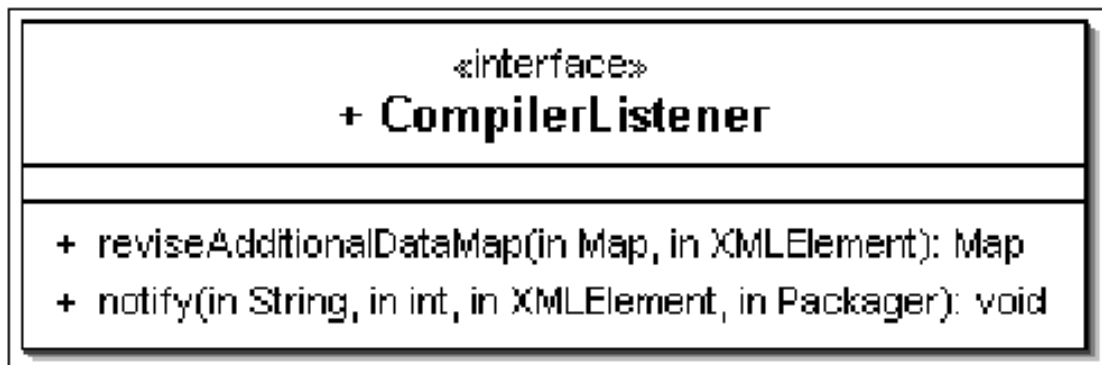 «interface»
+ CompilerListener
+ reviseAdditionalDataMap(in Map, in XMLElement): Map
+ notify(in String, in int, in XMLElement, in Packager): void